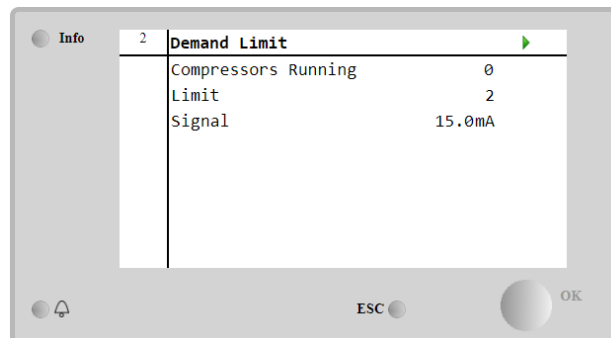 Info
2 Demand Limit
Compressors Running 0
Limit 2
Signal 15.0mA
ESC
OK